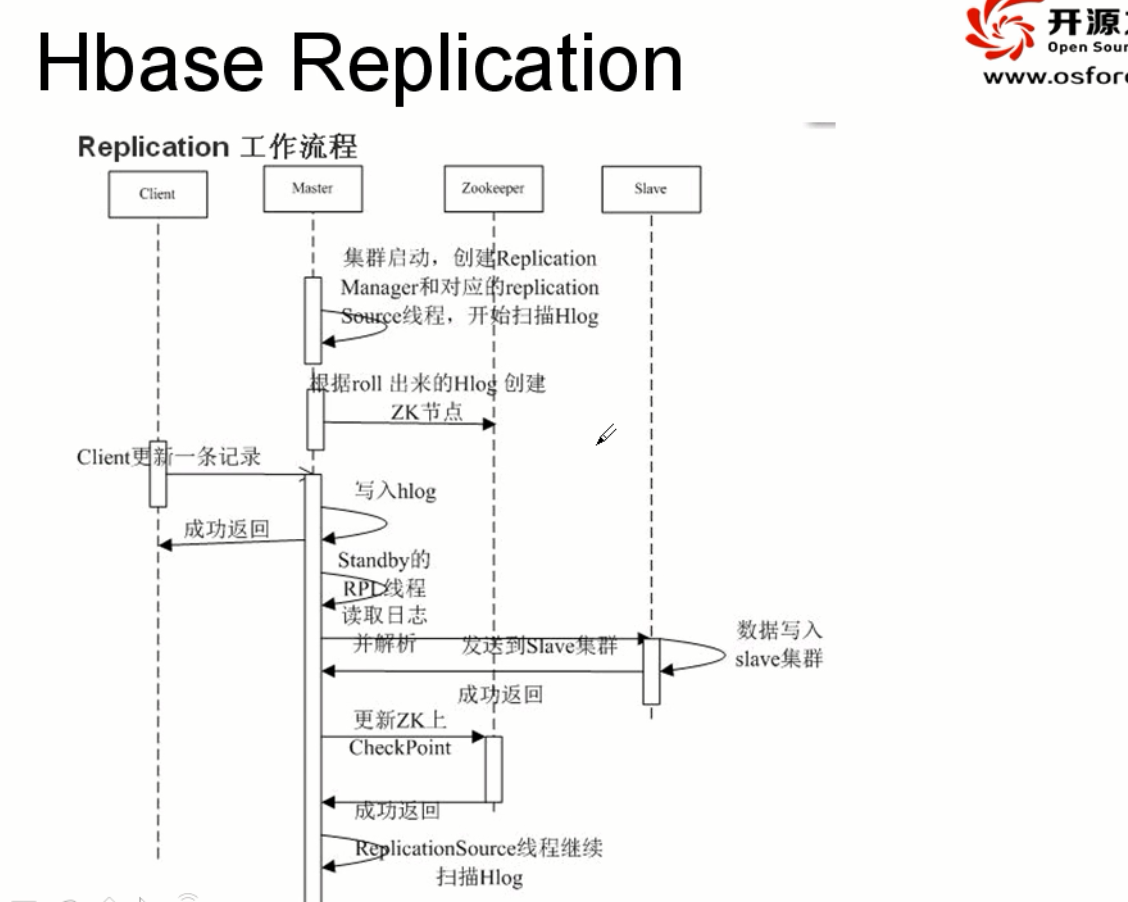 Hbase Replication
开源
Open Sour
www.osfor
Replication 工作流程
Client
Master
Zookeeper
Slave
集群启动，创建Replication
Manager和对应的replication
Source线程，开始扫描Hlog
根据roll 出来的Hlog 创建
ZK节点
Client更新一条记录
写入hlog
成功返回
Standby的
RPL线程
读取日志
并解析
发送到Slave集群
数据写入
slave集群
成功返回
更新ZK上
CheckPoint
成功返回
ReplicationSource线程继续
扫描Hlog